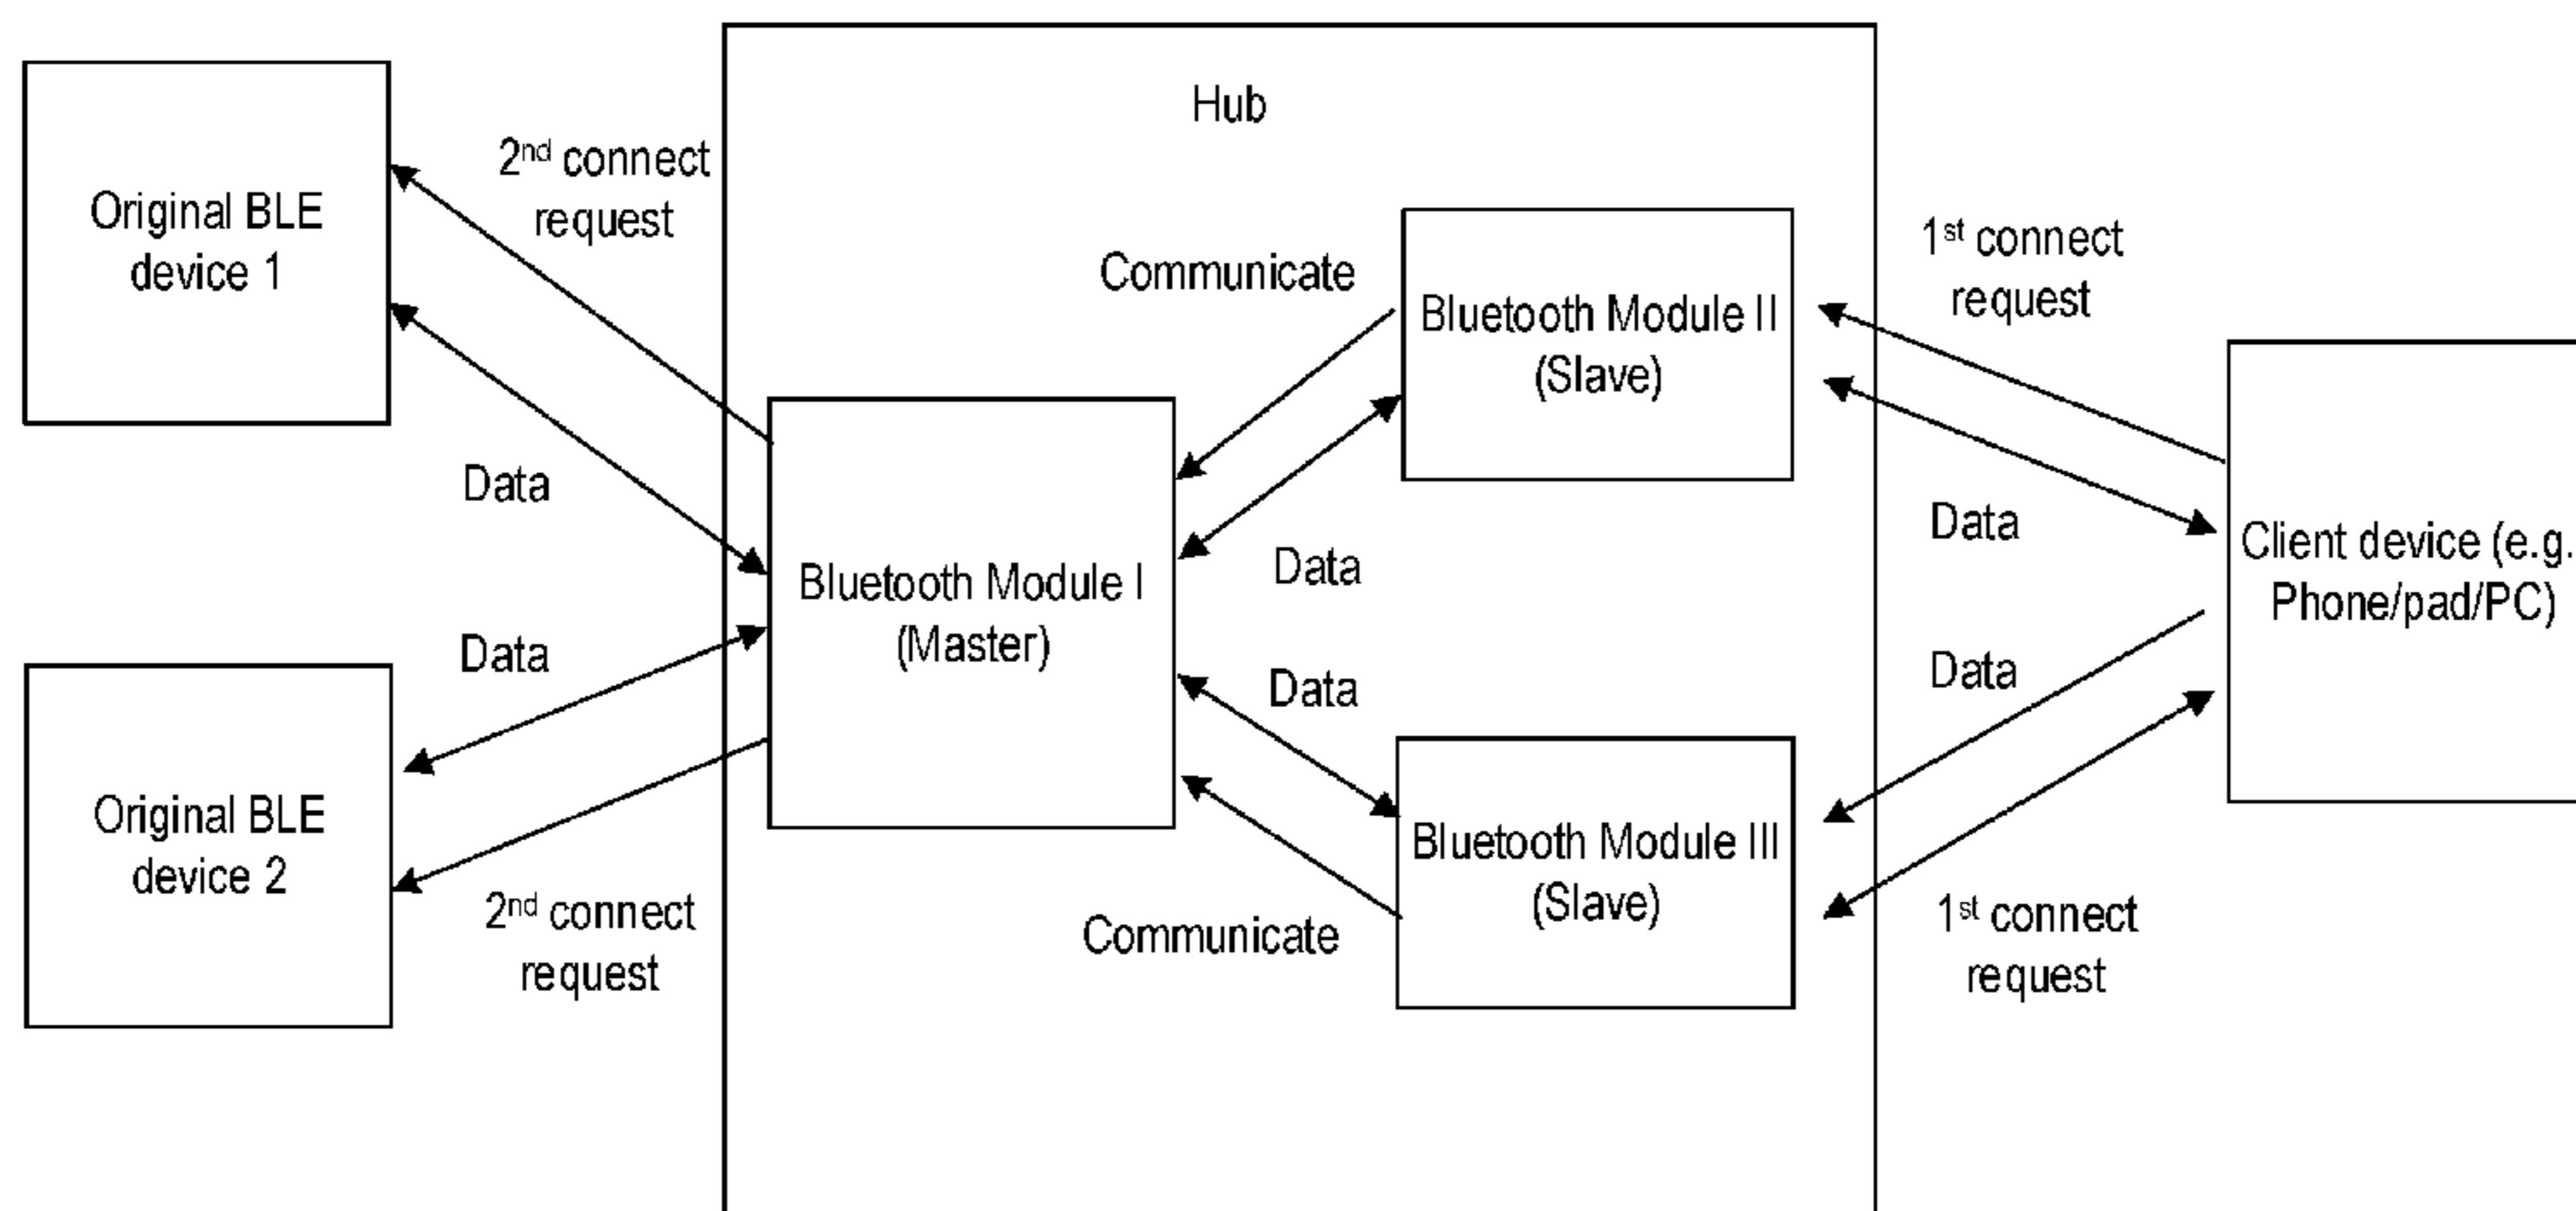 Hub
Original BLE
device 1
2nd connect
request
Communicate
Bluetooth Module II
(Slave)
1st connect
request
Data
Data
Data
Bluetooth Module I
(Master)
Client device (e.g.
Phone/pad/PC)
Data
Data
Data
Original BLE
device 2
2nd connect
request
Communicate
Bluetooth Module III
(Slave)
1st connect
request